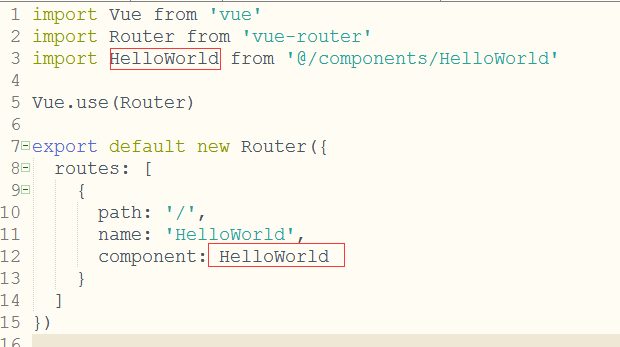 1 import Vue from 'vue'
2 import Router from 'vue-router'
3 import HelloWorld from '@/components/HelloWorld'
4
5 Vue.use(Router)
6
7 export default new Router({
8   routes: [
9     {
10       path: '/',
11       name: 'HelloWorld',
12       component: HelloWorld
13     }
14   ]
15 })
16